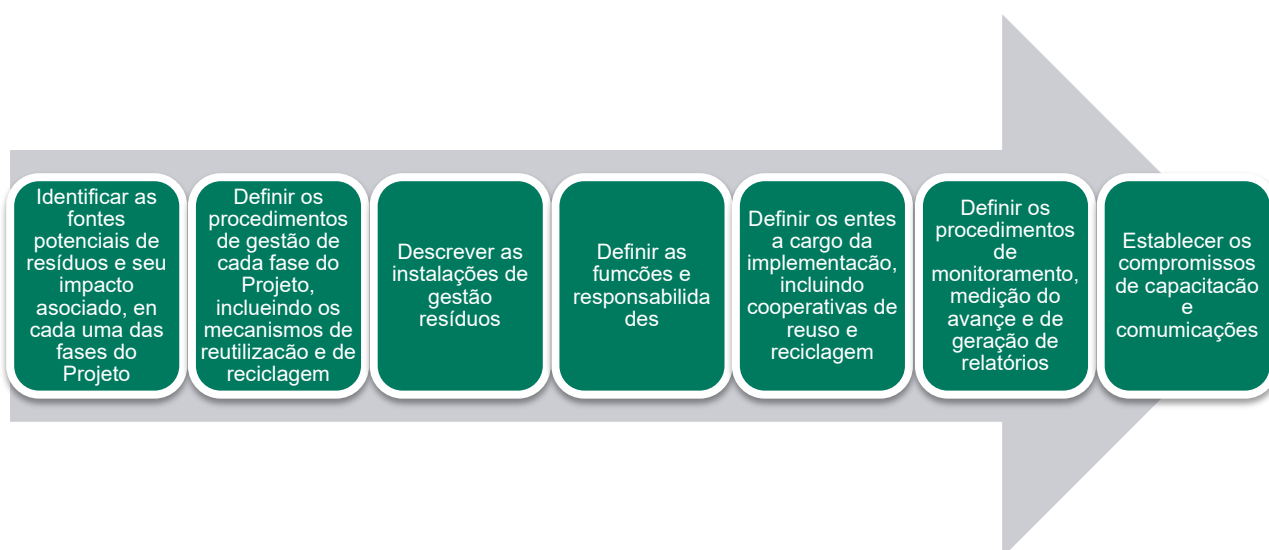 Identificar as
fontes
potenciais de
resíduos e seu
impacto
asociado, en
cada uma das
fases do
Projeto
Definir os
procedimentos
de gestão de
cada fase do
Projeto,
inclueindo os
mecanismos de
reutilizacão e de
reciclagem
Descrever as
instalações de
gestão
resíduos
Definir as
fumcões e
responsabilida
des
Definir os entes
a cargo da
implementacão,
incluindo
cooperativas de
reuso e
reciclagem
Definir os
procedimentos
de
monitoramento,
medição do
avançe e de
geração de
relatórios
Establecer os
compromissos
de capacitacão
e
comumicações